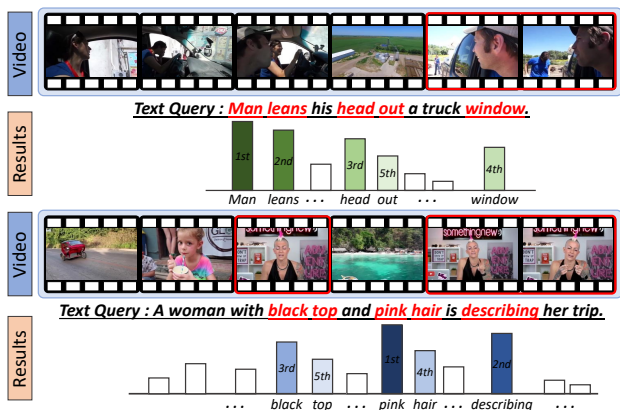 Video
Text Query : Man leans his head out a truck window.
Results
1st 2nd 3rd 5th 4th
Man leans . . . head out . . . window
Video
somethingnew:) somethingnew:) somethingnew:)
Text Query : A woman with black top and pink hair is describing her trip.
Results
3rd 5th 1st 4th 2nd
. . . black top . . . pink hair . . . describing . . .